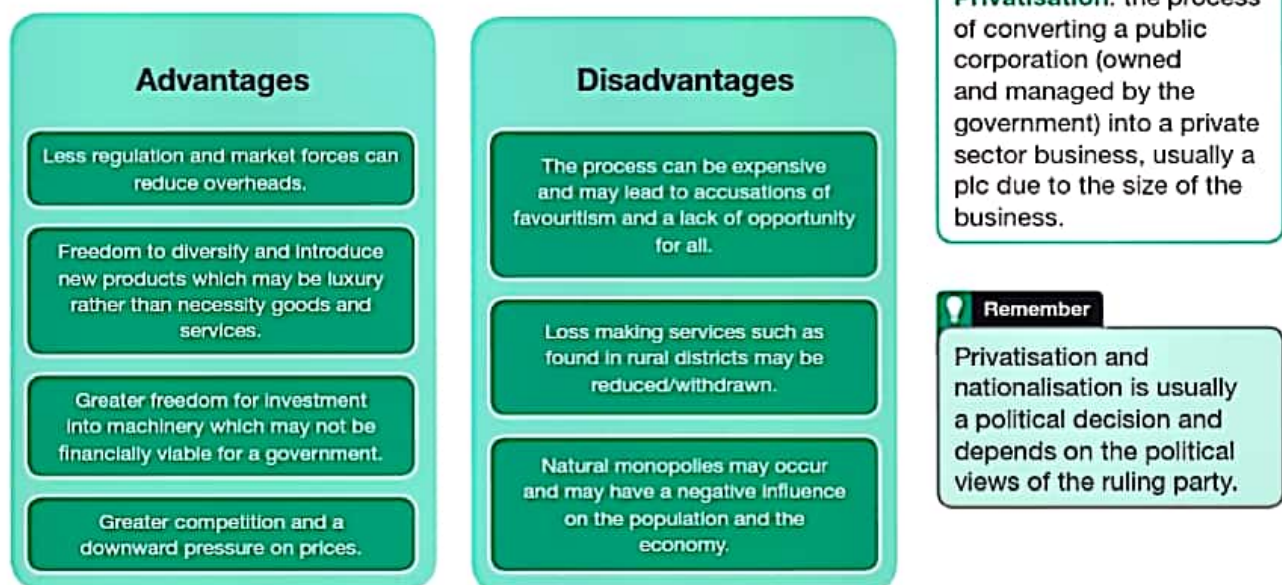 Advantages
Less regulation and market forces can
reduce overheads.
Freedom to diversify and introduce
new products which may be luxury
rather than necessity goods and
services.
Greater freedom for investment
into machinery which may not be
financially viable for a government.
Greater competition and a
downward pressure on prices.
Disadvantages
The process can be expensive
and may lead to accusations of
favouritism and a lack of opportunity
for all.
Loss making services such as
found in rural districts may be
reduced/withdrawn.
Natural monopolies may occur
and may have a negative influence
on the population and the
economy.
Privatisation: the process
of converting a public
corporation (owned
and managed by the
government) into a private
sector business, usually a
plc due to the size of the
business.
Remember
Privatisation and
nationalisation is usually
a political decision and
depends on the political
views of the ruling party.